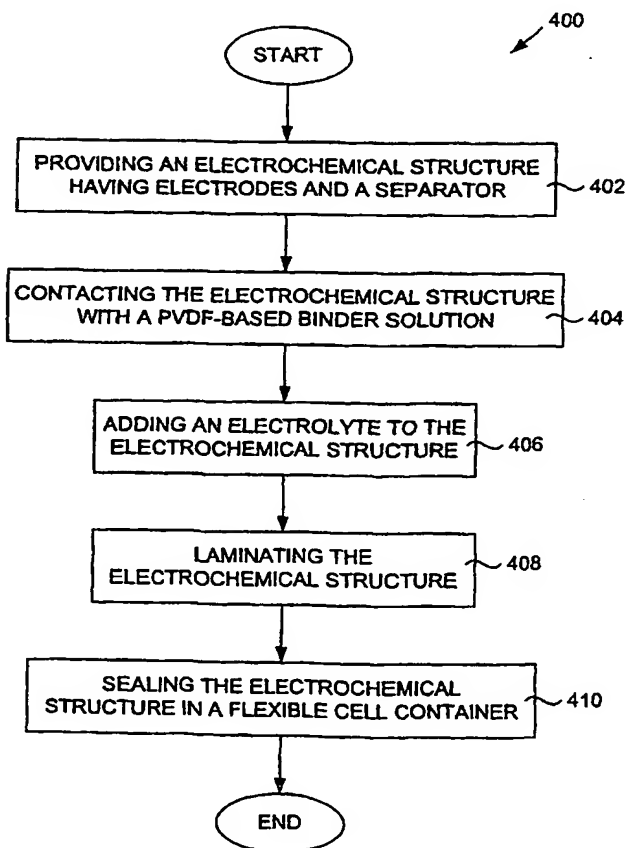 400
START
PROVIDING AN ELECTROCHEMICAL STRUCTURE
HAVING ELECTRODES AND A SEPARATOR
402
CONTACTING THE ELECTROCHEMICAL STRUCTURE
WITH A PVDF-BASED BINDER SOLUTION
404
ADDING AN ELECTROLYTE TO THE
ELECTROCHEMICAL STRUCTURE
406
LAMINATING THE
ELECTROCHEMICAL STRUCTURE
408
SEALING THE ELECTROCHEMICAL
STRUCTURE IN A FLEXIBLE CELL CONTAINER
410
END